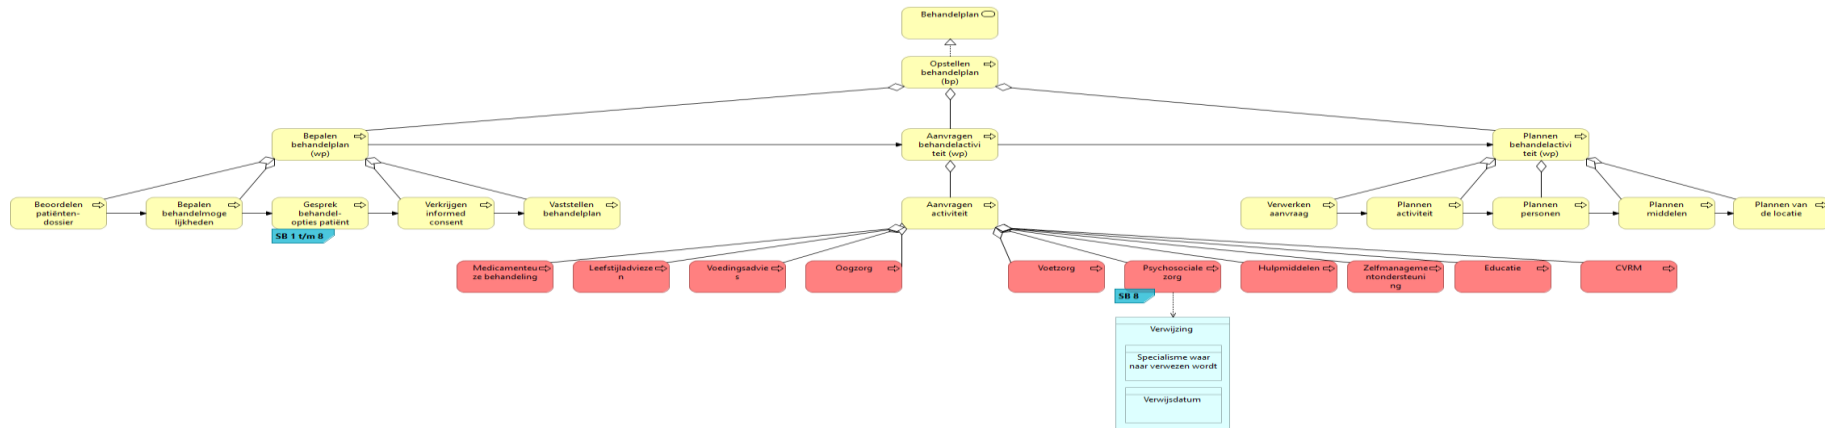 Behandelplan
Opstellen
behandelplan
(bp)
Bepalen
behandelplan
(wp)
Aanvragen
behandelactivi
teit (wp)
Plannen
behandelactivi
teit (wp)
Beoordelen
patiënten-
dossier
Bepalen
behandelmoge
lijkheden
Gesprek
behandel-
opties patiënt
Verkrijgen
informed
consent
Vaststellen
behandelplan
Aanvragen
activiteit
Verwerken
aanvraag
Plannen
activiteit
Plannen
personen
Plannen
middelen
Plannen van
de locatie
SB 1 t/m 8
Medicamenteu
ze behandeling
Leefstijladvieze
n
Voedingsadvie
s
Oogzorg
Voetzorg
Psychosociale
zorg
Hulpmiddelen
Zelfmanageme
ntondersteuni
ng
Educatie
CVRM
SB 8
Verwijzing
Specialisme waar
naar verwezen wordt
Verwijsdatum